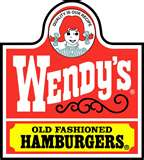 QUALITY IS OUR RECIPE
WENDY'S®
OLD FASHIONED
HAMBURGERS®